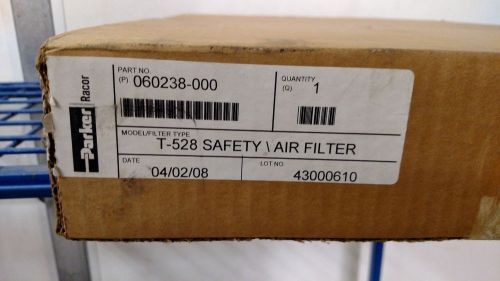 Parker Racor
PART NO.
(P) 060238-000
QUANTITY
(Q) 1
MODEL/FILTER TYPE
T-528 SAFETY \ AIR FILTER
DATE
04/02/08
LOT NO
43000610